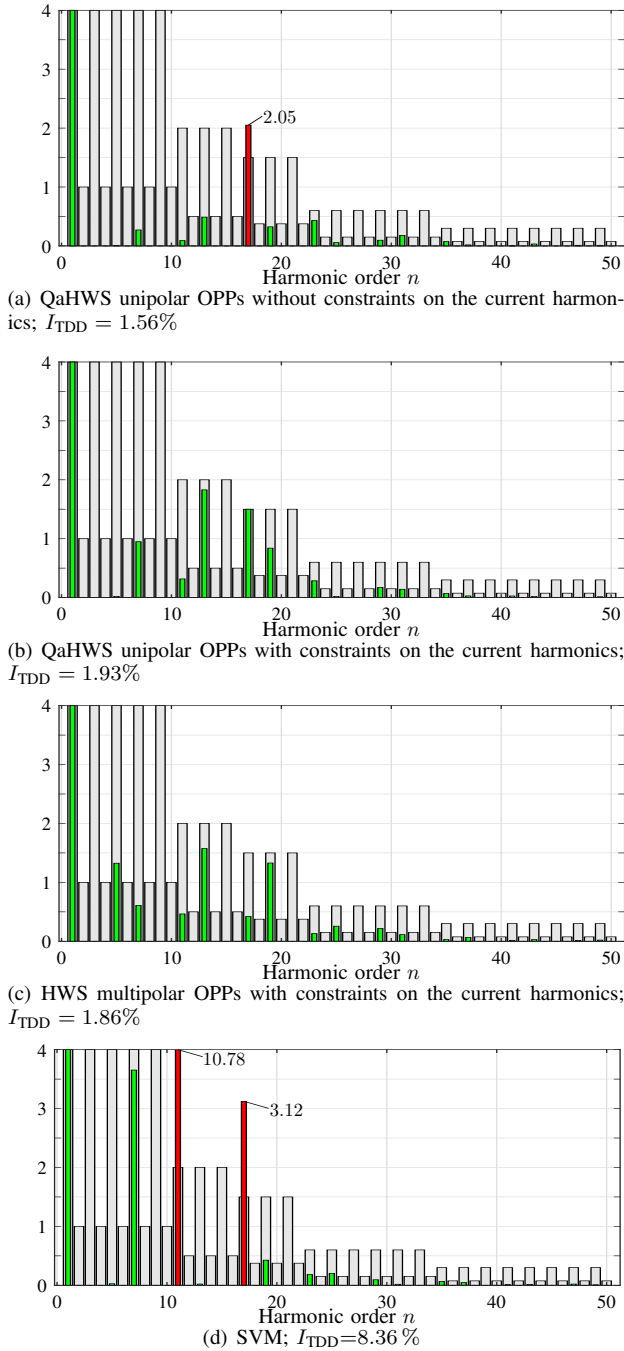 4
3
2
1
0
2.05
0 10 20 30 40 50
Harmonic order n
(a) QaHWS unipolar OPPs without constraints on the current harmon-
ics; I_TDD = 1.56%
4
3
2
1
0
0 10 20 30 40 50
Harmonic order n
(b) QaHWS unipolar OPPs with constraints on the current harmonics;
I_TDD = 1.93%
4
3
2
1
0
0 10 20 30 40 50
Harmonic order n
(c) HWS multipolar OPPs with constraints on the current harmonics;
I_TDD = 1.86%
4
10.78
3
3.12
2
1
0
0 10 20 30 40 50
Harmonic order n
(d) SVM; I_TDD=8.36 %